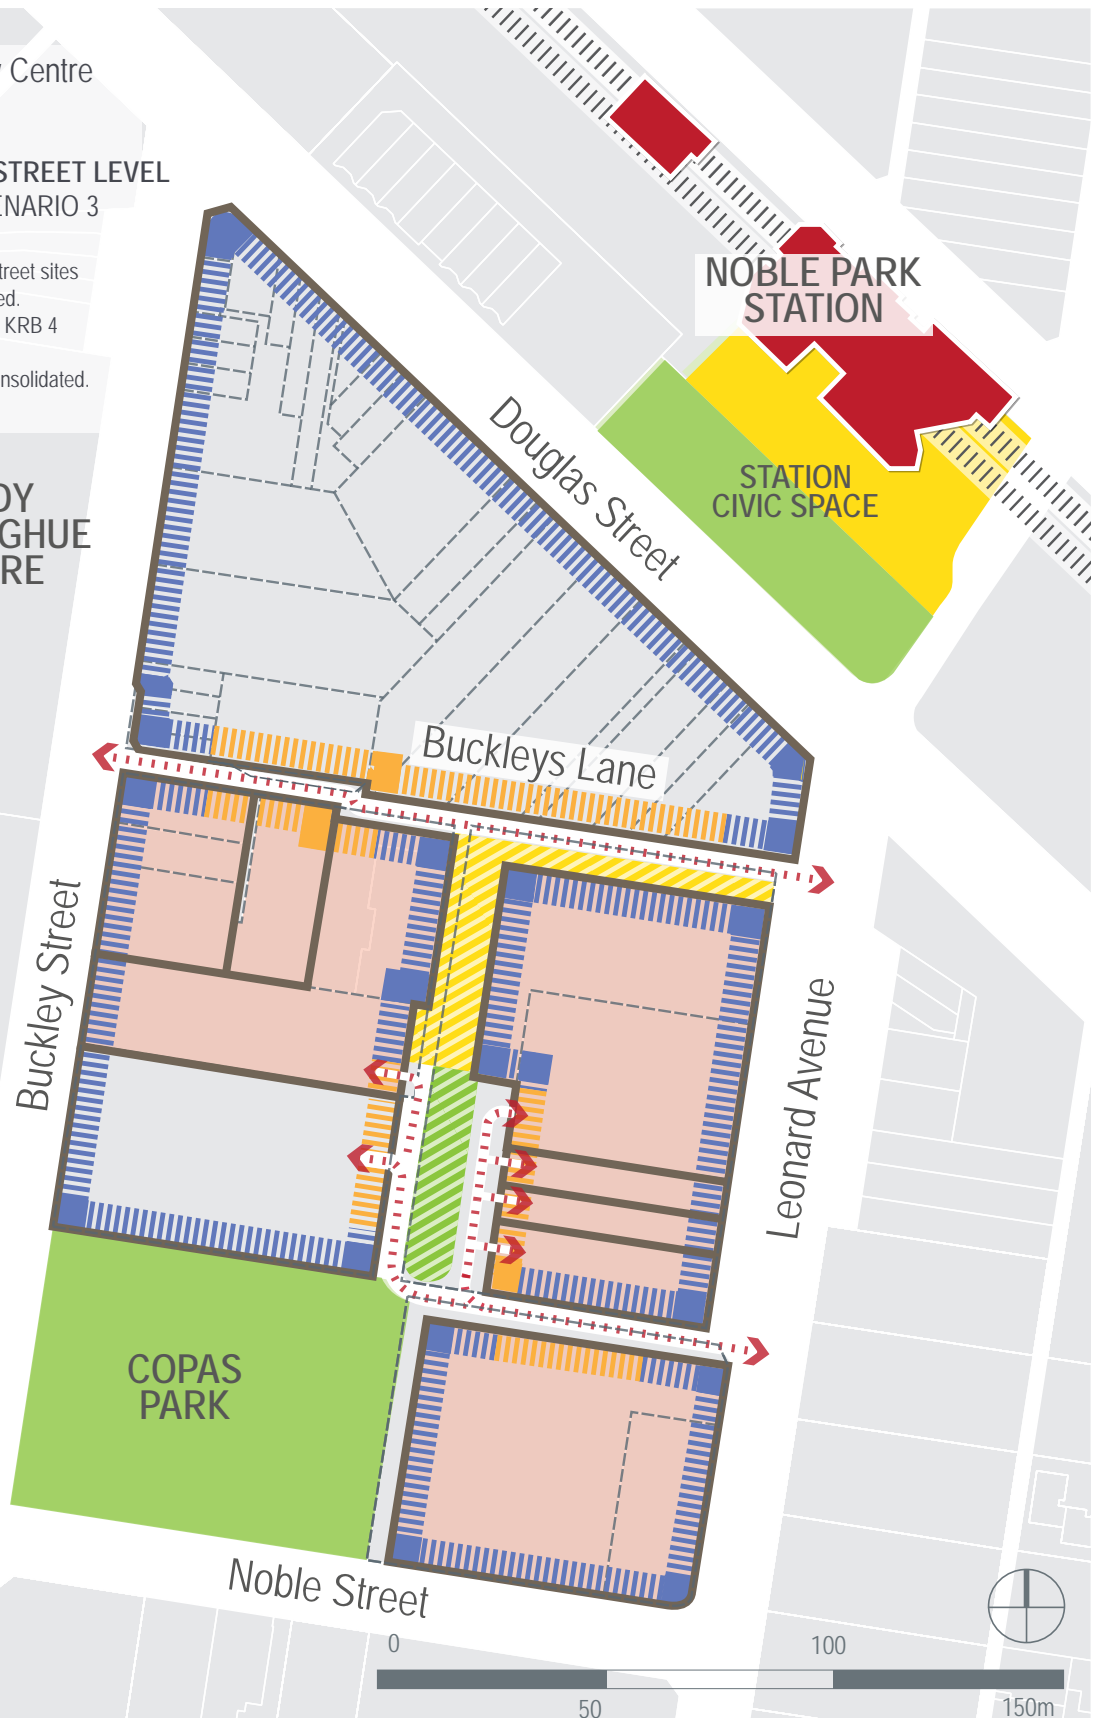 Centre
STREET LEVEL
ENARIO 3
treet sites
ed.
KRB 4
nsolidated.
DY
GHUE
RE
NOBLE PARK
STATION
STATION
CIVIC SPACE
Douglas Street
Buckleys Lane
Buckley Street
Leonard Avenue
COPAS
PARK
Noble Street
0
100
50
150m